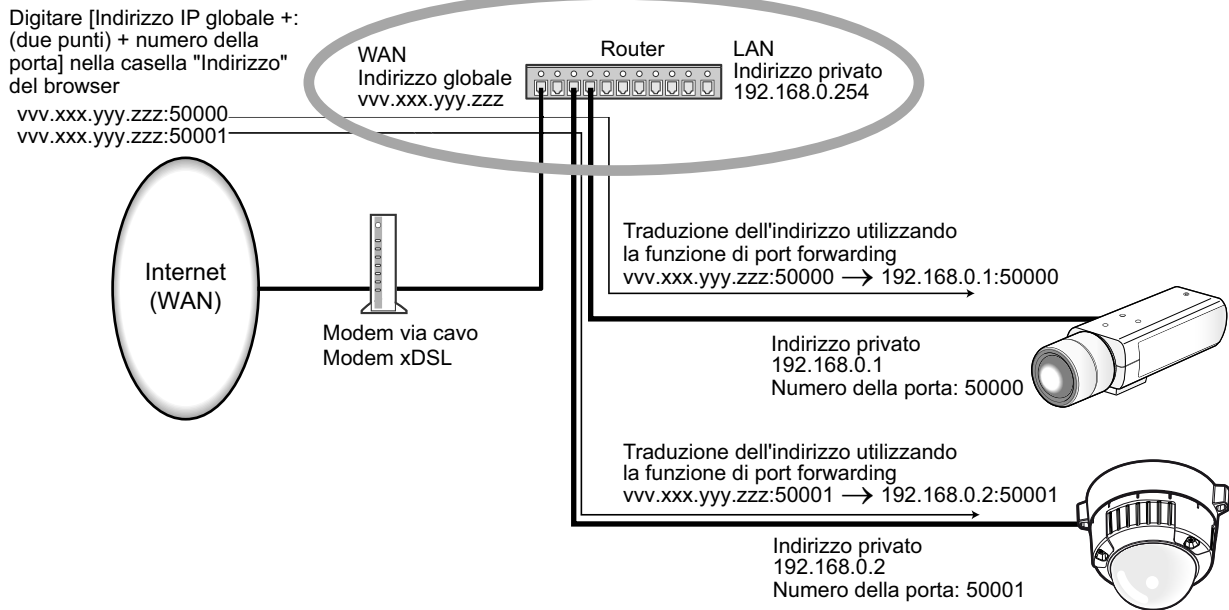 Digitare [Indirizzo IP globale +:
(due punti) + numero della
porta] nella casella "Indirizzo"
del browser
vvv.xxx.yyy.zzz:50000
vvv.xxx.yyy.zzz:50001
WAN
Indirizzo globale
vvv.xxx.yyy.zzz
Router
LAN
Indirizzo privato
192.168.0.254
Internet
(WAN)
Modem via cavo
Modem xDSL
Traduzione dell'indirizzo utilizzando
la funzione di port forwarding
vvv.xxx.yyy.zzz:50000 → 192.168.0.1:50000
Indirizzo privato
192.168.0.1
Numero della porta: 50000
Traduzione dell'indirizzo utilizzando
la funzione di port forwarding
vvv.xxx.yyy.zzz:50001 → 192.168.0.2:50001
Indirizzo privato
192.168.0.2
Numero della porta: 50001